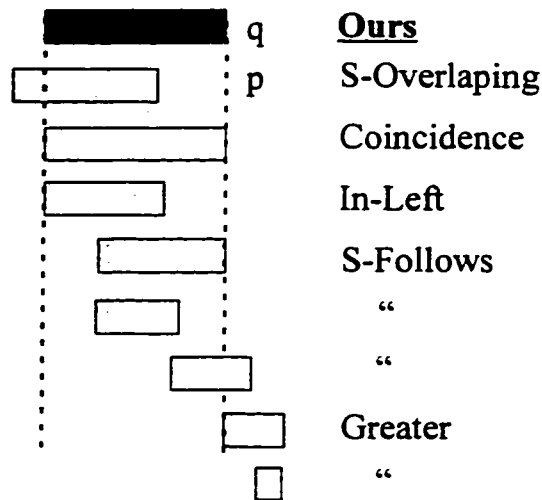 q Ours
p S-Overlaping
Coincidence
In-Left
S-Follows
“
“
Greater
“